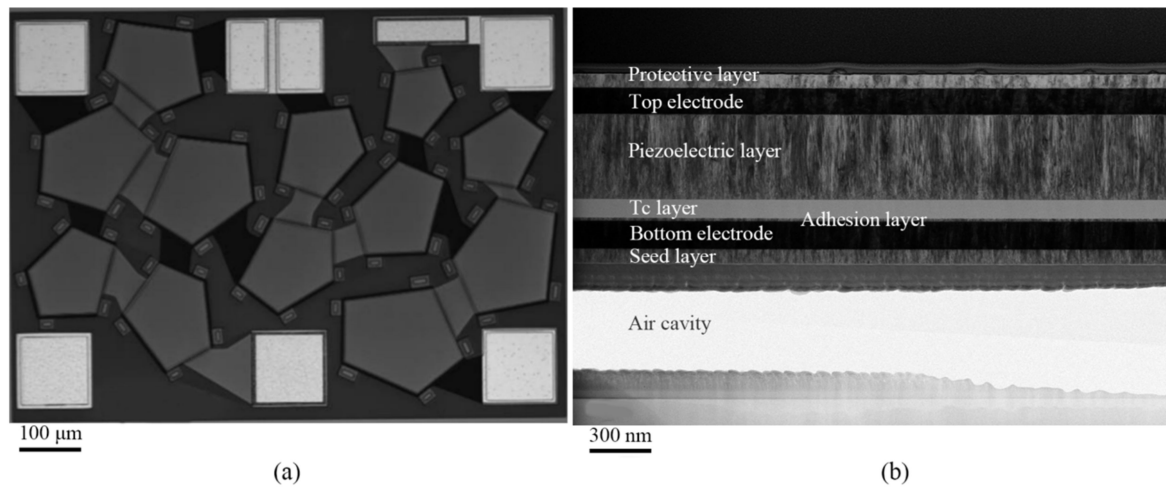 Protective layer
Top electrode
Piezoelectric layer
Tc layer
Adhesion layer
Bottom electrode
Seed layer
Air cavity
100 μm
300 nm
(a)
(b)